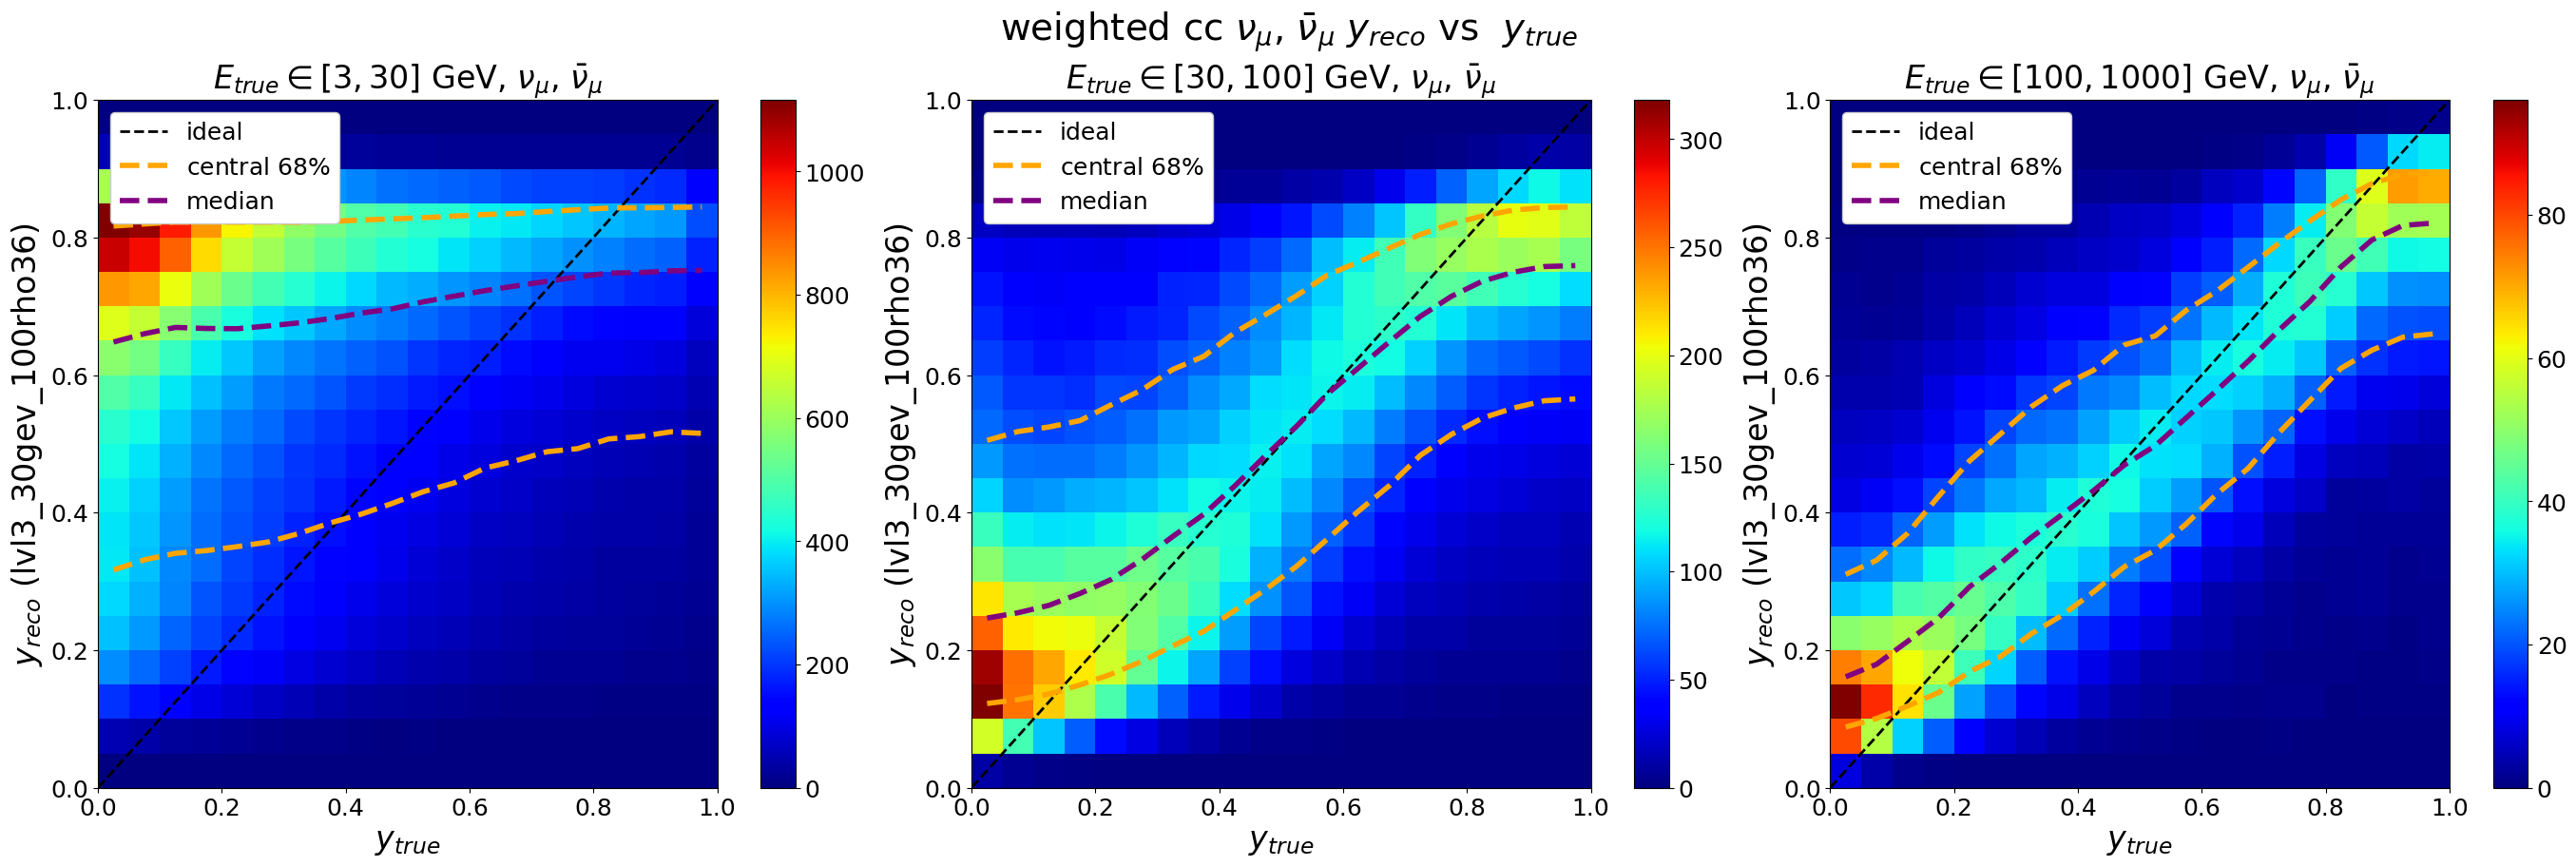 weighted cc ν_μ, ν̄_μ y_reco vs y_true
E_true ∈ [3, 30] GeV, ν_μ, ν̄_μ
1.0
0.8
0.6
0.4
0.2
0.0
y_reco (lvl3_30gev_100rho36)
ideal
central 68%
median
0.0 0.2 0.4 0.6 0.8 1.0
y_true
1000
800
600
400
200
0
E_true ∈ [30, 100] GeV, ν_μ, ν̄_μ
1.0
0.8
0.6
0.4
0.2
0.0
y_reco (lvl3_30gev_100rho36)
ideal
central 68%
median
0.0 0.2 0.4 0.6 0.8 1.0
y_true
300
250
200
150
100
50
0
E_true ∈ [100, 1000] GeV, ν_μ, ν̄_μ
1.0
0.8
0.6
0.4
0.2
0.0
y_reco (lvl3_30gev_100rho36)
ideal
central 68%
median
0.0 0.2 0.4 0.6 0.8 1.0
y_true
80
60
40
20
0